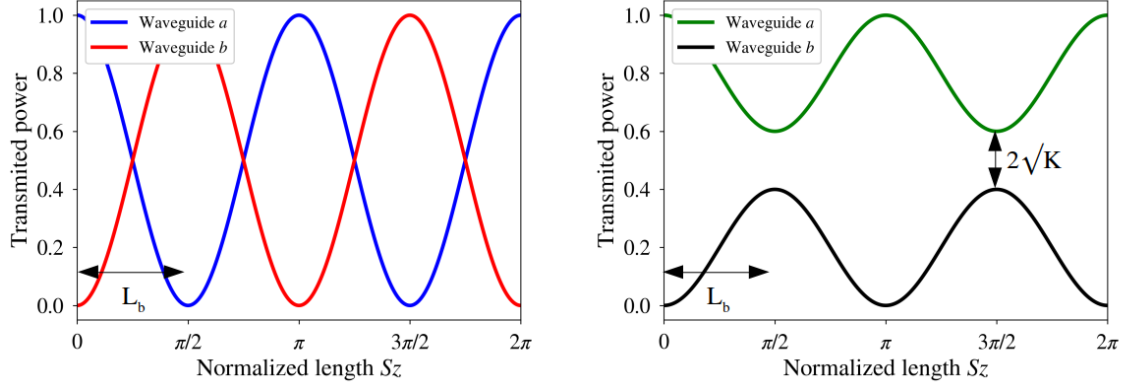 Waveguide a
Waveguide b
Transmited power
1.0
0.8
0.6
0.4
0.2
0.0
L_b
0
π/2
π
3π/2
2π
Normalized length Sz
Waveguide a
Waveguide b
Transmited power
1.0
0.8
0.6
0.4
0.2
0.0
2√K
L_b
0
π/2
π
3π/2
2π
Normalized length Sz